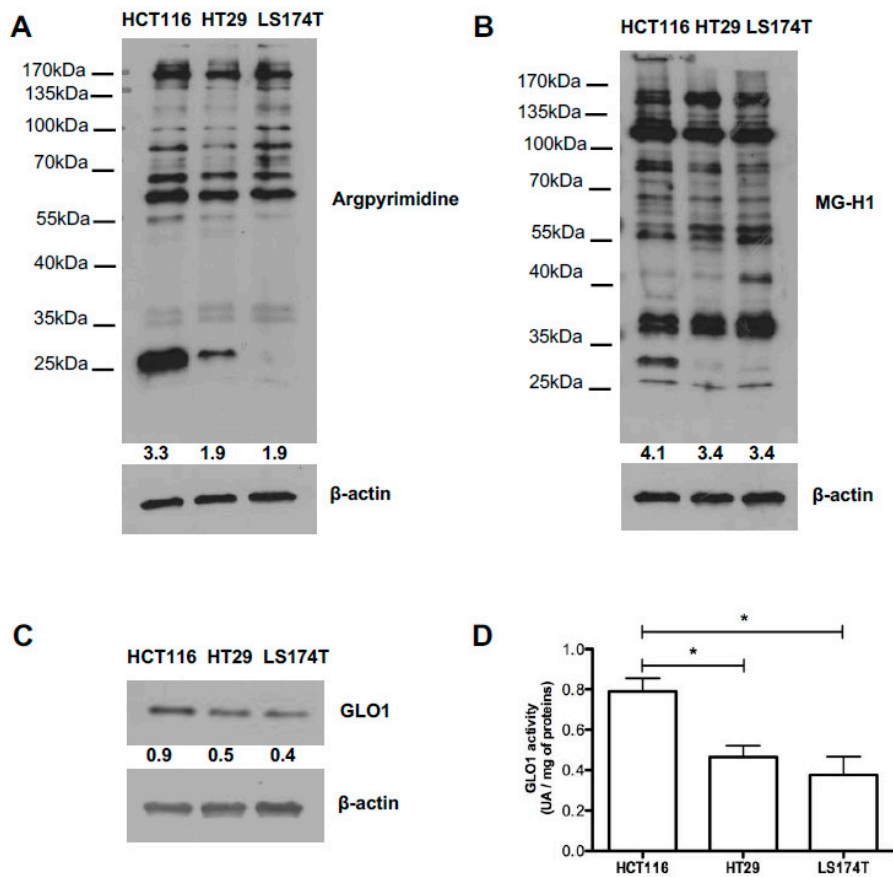 A
HCT116 HT29 LS174T
170kDa
135kDa
100kDa
70kDa
55kDa
40kDa
35kDa
25kDa
Argpyrimidine
3.3 1.9 1.9
β-actin
B
HCT116 HT29 LS174T
170kDa
135kDa
100kDa
70kDa
55kDa
40kDa
35kDa
25kDa
MG-H1
4.1 3.4 3.4
β-actin
C
HCT116 HT29 LS174T
GLO1
0.9 0.5 0.4
β-actin
D
*
*
GLO1 activity
(UA / mg of proteins)
1.0
0.8
0.6
0.4
0.2
0.0
HCT116 HT29 LS174T